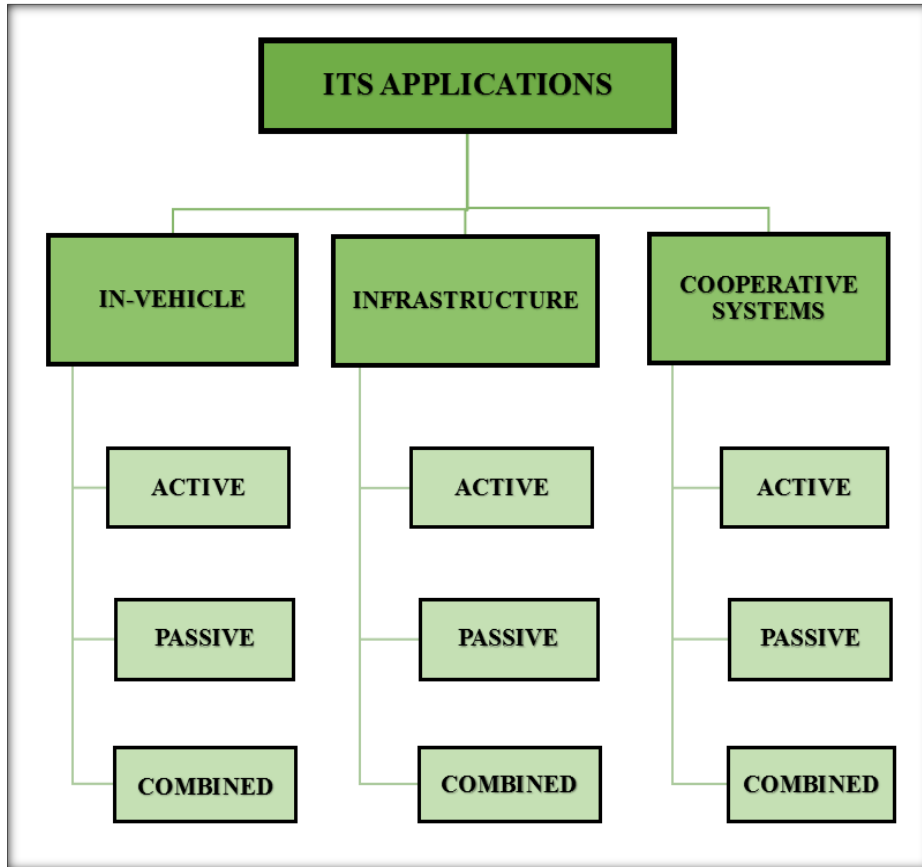 ITS APPLICATIONS
IN-VEHICLE
INFRASTRUCTURE
COOPERATIVE
SYSTEMS
ACTIVE
ACTIVE
ACTIVE
PASSIVE
PASSIVE
PASSIVE
COMBINED
COMBINED
COMBINED